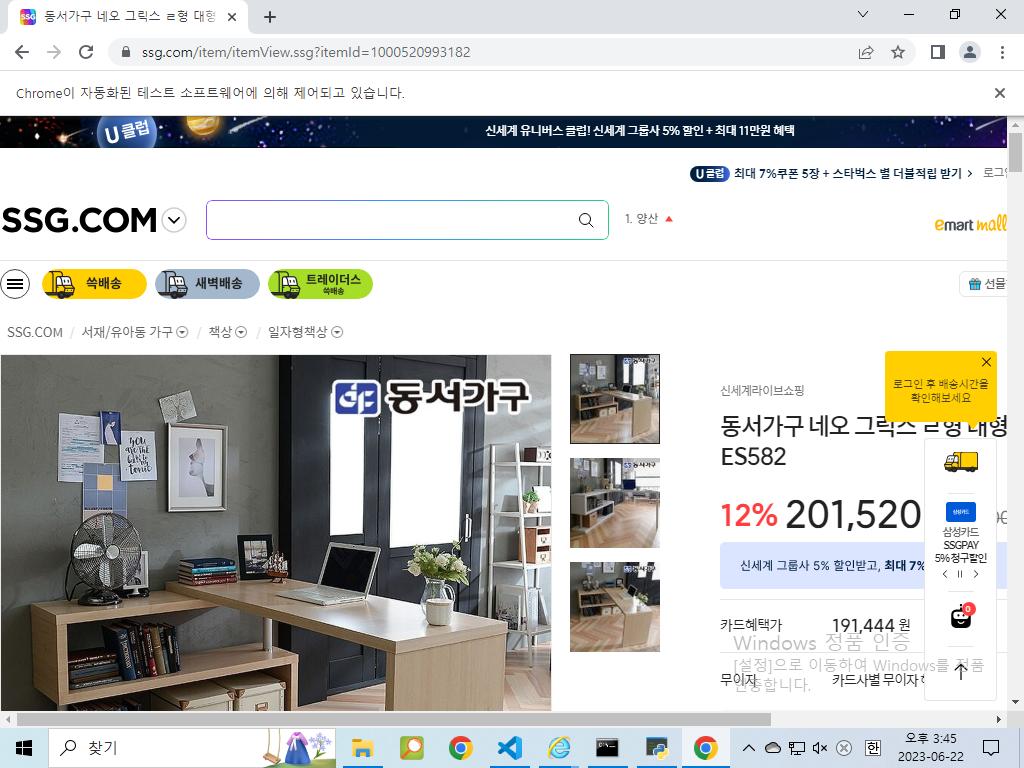 동서가구 네오 그릭스 ㄹ형 대형
ssg.com/item/itemView.ssg?itemId=1000520993182
Chrome이 자동화된 테스트 소프트웨어에 의해 제어되고 있습니다.
U 클럽
신세계 유니버스 클럽! 신세계 그룹사 5% 할인 + 최대 11만원 혜택
U 클럽 최대 7%쿠폰 5장 + 스타벅스 별 더블적립 받기 >
로그인
SSG.COM
1. 양산
emart mall
쓱배송
새벽배송
트레이더스
쓱배송
선물
SSG.COM / 서재/유아동 가구 / 책상 / 일자형책상
동서가구
YOU
ARE THE
로그인 후 배송시간을
확인해보세요
신세계라이브쇼핑
동서가구 네오 그릭스 ㄹ형 대형
ES582
12% 201,520
신세계 그룹사 5% 할인받고, 최대 7%
삼성카드
삼성카드
SSGPAY
5% 청구할인
0
카드혜택가 191,444 원
무이자 카드사별 무이자
Windows 정품 인증
[설정]으로 이동하여 Windows를 정품
인증합니다.
찾기
오후 3:45
2023-06-22
한